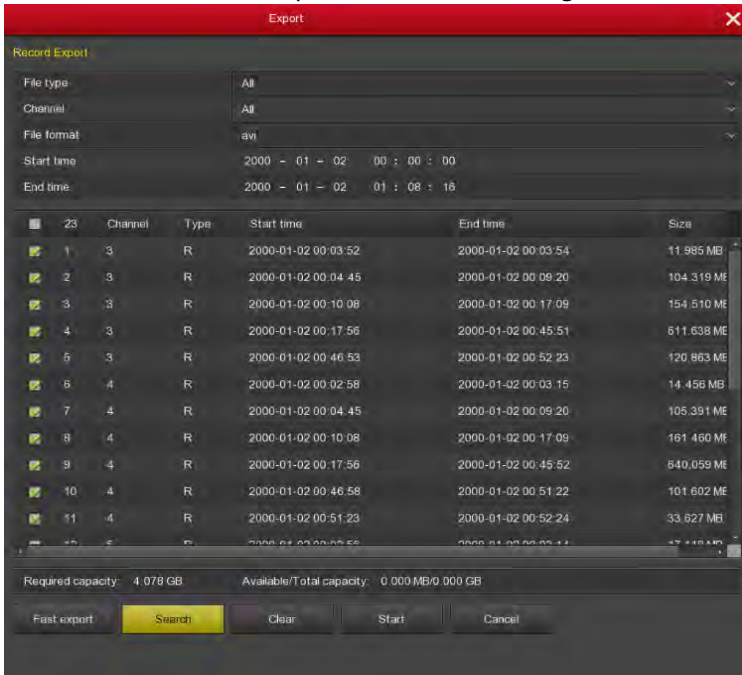 Export
Record Export
File type All
Channel All
File format avi
Start time 2000 - 01 - 02 00 : 00 : 00
End time 2000 - 01 - 02 01 : 08 : 16
23 Channel Type Start time End time Size
1 3 R 2000-01-02 00:03:52 2000-01-02 00:03:54 11.985 MB
2 3 R 2000-01-02 00:04:45 2000-01-02 00:09:20 104.319 MB
3 3 R 2000-01-02 00:10:08 2000-01-02 00:17:09 154.510 MB
4 3 R 2000-01-02 00:17:56 2000-01-02 00:45:51 611.638 MB
5 3 R 2000-01-02 00:46:53 2000-01-02 00:52:23 120.863 MB
6 4 R 2000-01-02 00:02:58 2000-01-02 00:03:15 14.456 MB
7 4 R 2000-01-02 00:04:45 2000-01-02 00:09:20 105.391 MB
8 4 R 2000-01-02 00:10:08 2000-01-02 00:17:09 161.460 MB
9 4 R 2000-01-02 00:17:56 2000-01-02 00:45:52 640.059 MB
10 4 R 2000-01-02 00:46:58 2000-01-02 00:51:22 101.602 MB
11 4 R 2000-01-02 00:51:23 2000-01-02 00:52:24 33.627 MB
Required capacity: 4.078 GB Available/Total capacity: 0.000 MB/0.000 GB
Fast export Search Clear Start Cancel